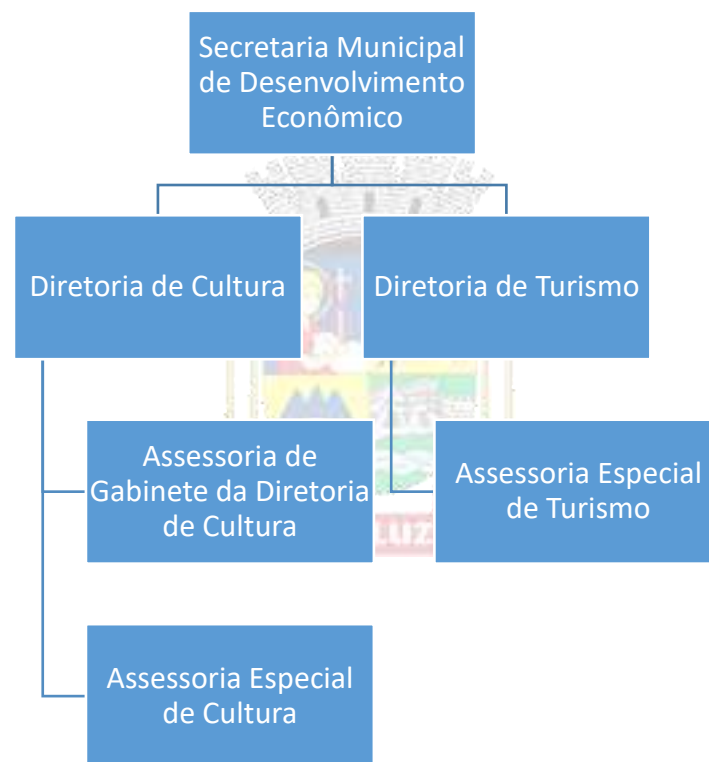 Secretaria Municipal
de Desenvolvimento
Econômico
Diretoria de Cultura
Diretoria de Turismo
Assessoria de
Gabinete da Diretoria
de Cultura
Assessoria Especial
de Turismo
LUZ
Assessoria Especial
de Cultura